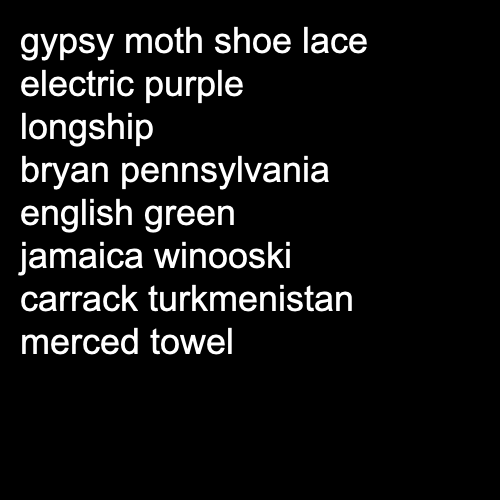 gypsy moth shoe lace
electric purple
longship
bryan pennsylvania
english green
jamaica winooski
carrack turkmenistan
merced towel